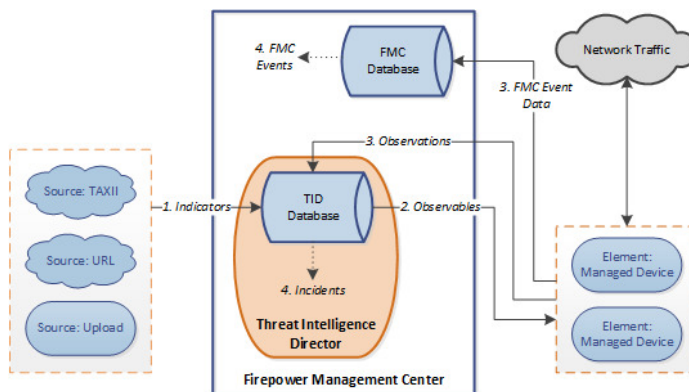 4. FMC
Events
FMC
Database
Network Traffic
3. FMC Event
Data
3. Observations
Source: TAXII
1. Indicators
TID
Database
2. Observables
Source: URL
Element:
Managed Device
4. Incidents
Source: Upload
Threat Intelligence
Director
Element:
Managed Device
Firepower Management Center